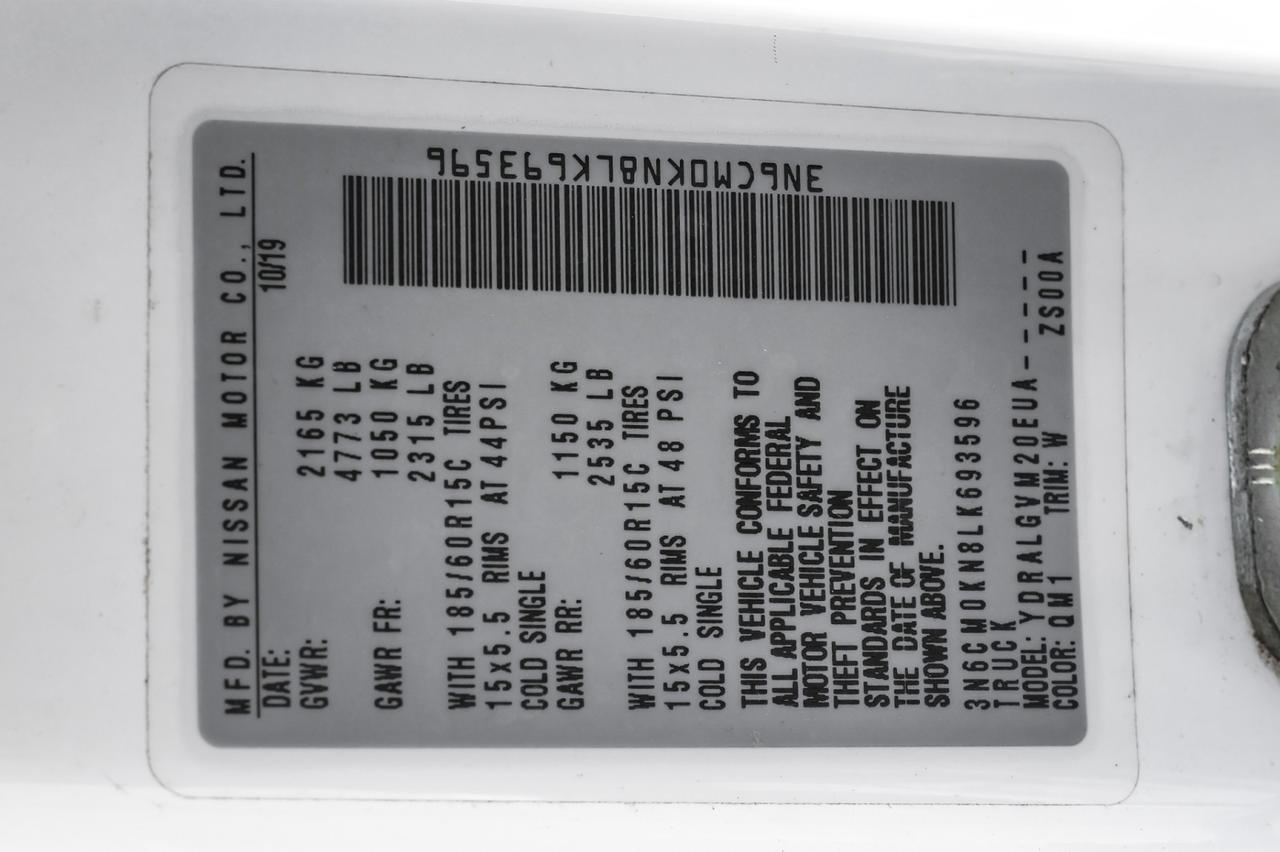 MFD. BY NISSAN MOTOR CO., LTD.
DATE: 10/19
GVWR: 2165 KG
4773 LB
GAWR FR: 1050 KG
2315 LB
WITH 185/60R15C TIRES
15x5.5 RIMS AT 44PSI
COLD SINGLE
GAWR RR: 1150 KG
2535 LB
WITH 185/60R15C TIRES
15x5.5 RIMS AT 48 PSI
COLD SINGLE
THIS VEHICLE CONFORMS TO
ALL APPLICABLE FEDERAL
MOTOR VEHICLE SAFETY AND
THEFT PREVENTION
STANDARDS IN EFFECT ON
THE DATE OF MANUFACTURE
SHOWN ABOVE.
3N6CM0KN8LK693596
TRUCK
MODEL: YDRALGVM20EUA-----
COLOR: QM1 TRIM: W ZS00A
3N6CM0KN8LK693596